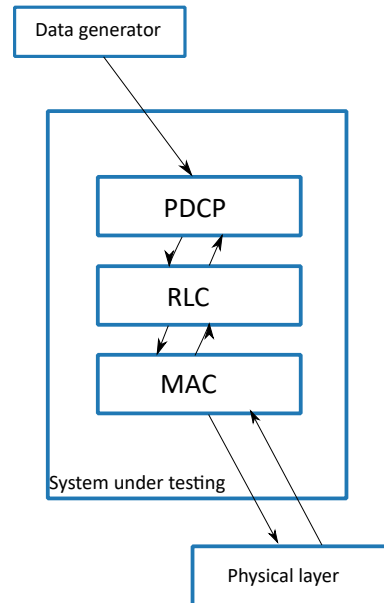 Data generator
PDCP
RLC
MAC
System under testing
Physical layer